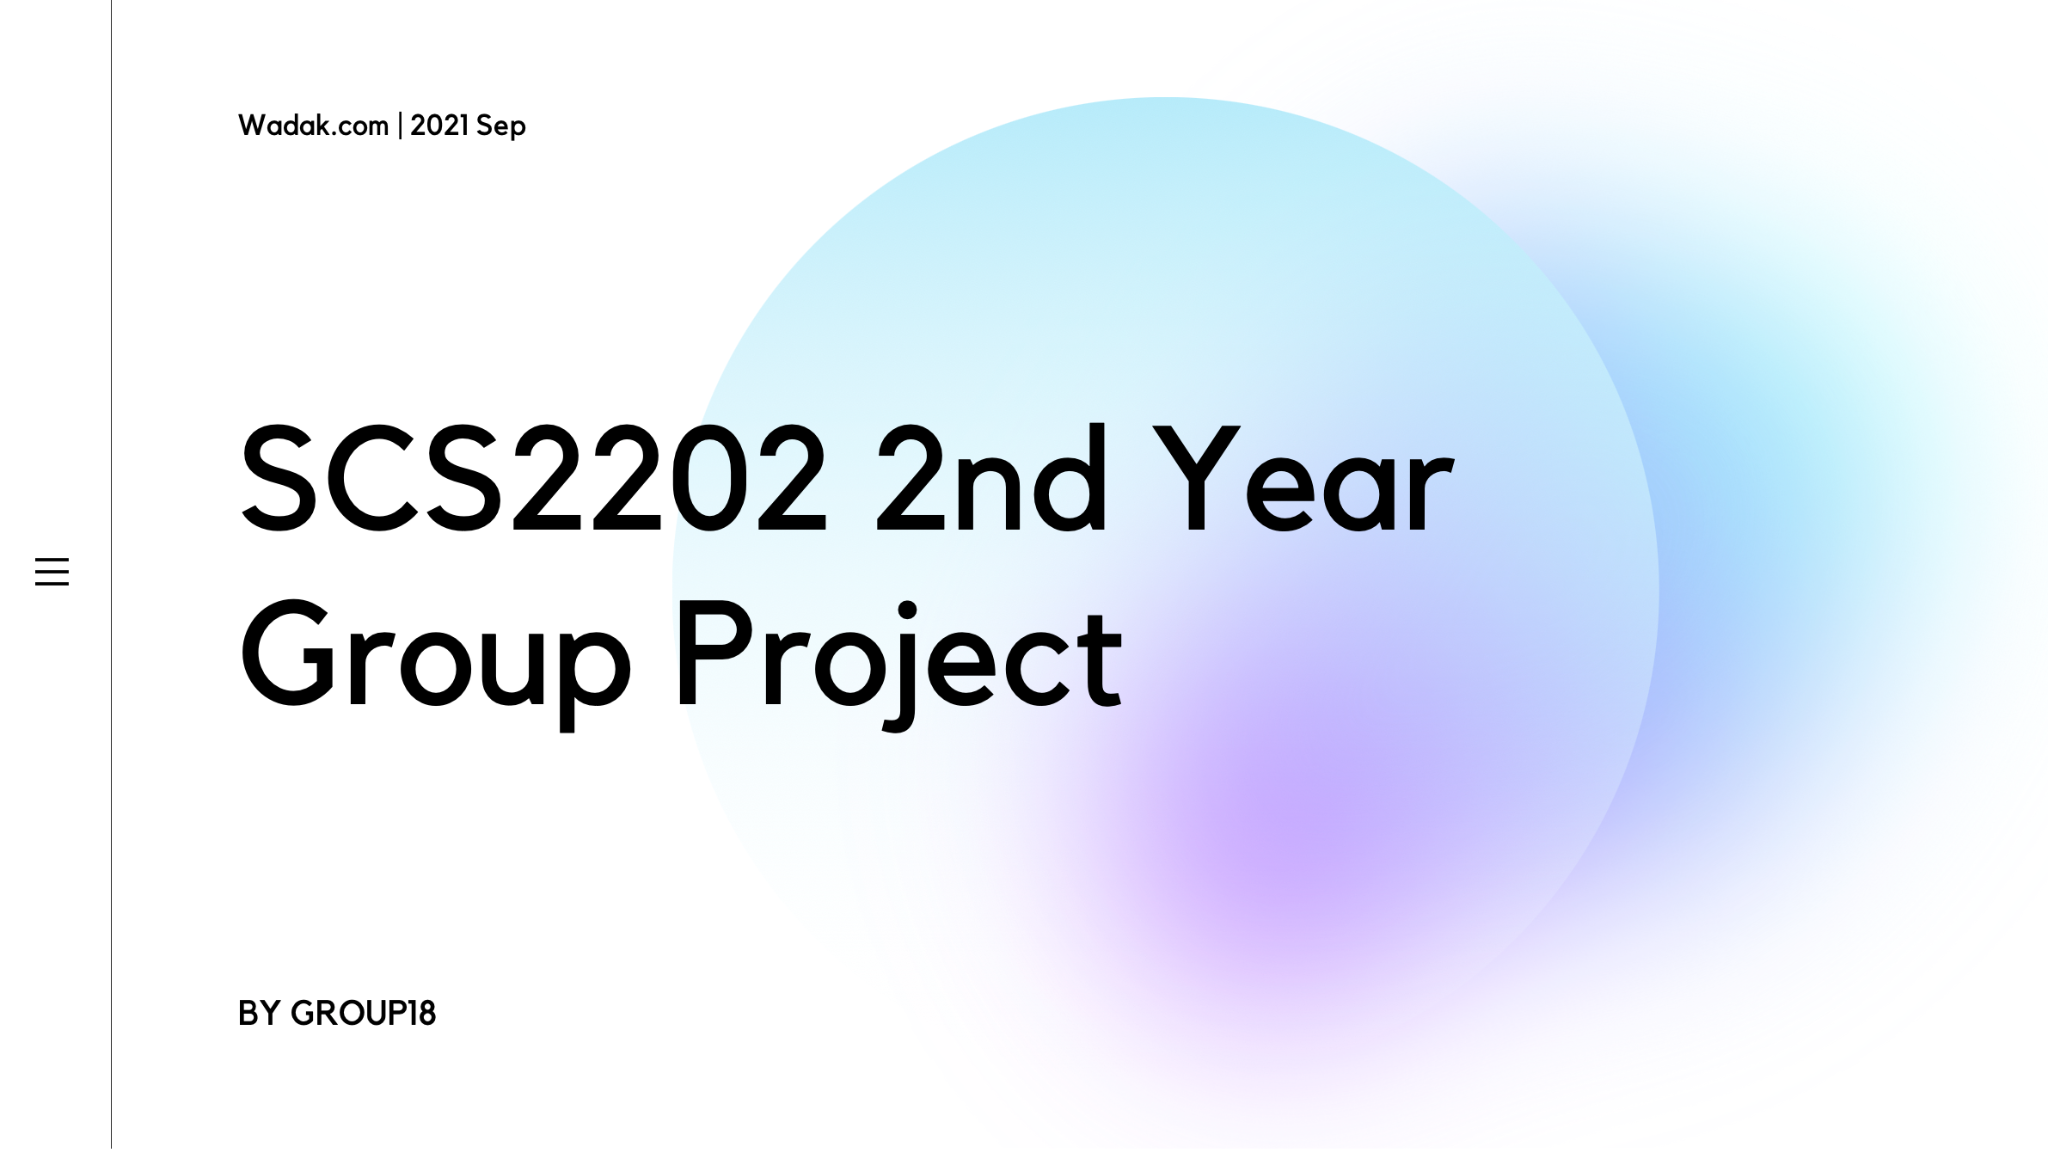 Wadak.com | 2021 Sep
SCS2202 2nd Year
Group Project
BY GROUP18